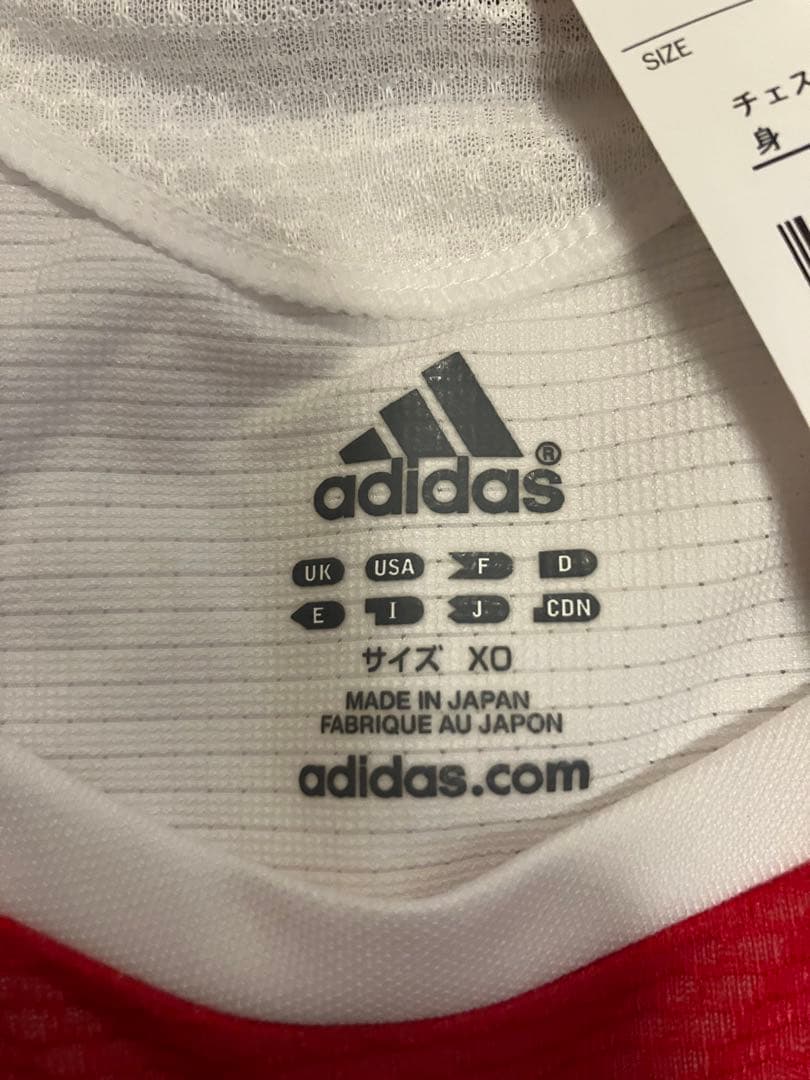 SIZE
チェス
身
adidas®
UK USA F D
E I J CDN
サイズ XO
MADE IN JAPAN
FABRIQUE AU JAPON
adidas.com